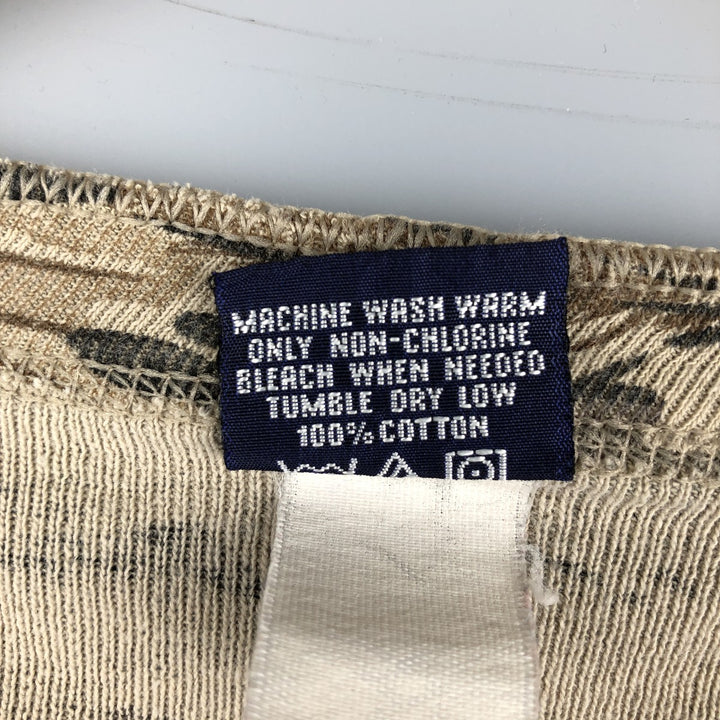 MACHINE WASH WARM
ONLY NON-CHLORINE
BLEACH WHEN NEEDED
TUMBLE DRY LOW
100% COTTON